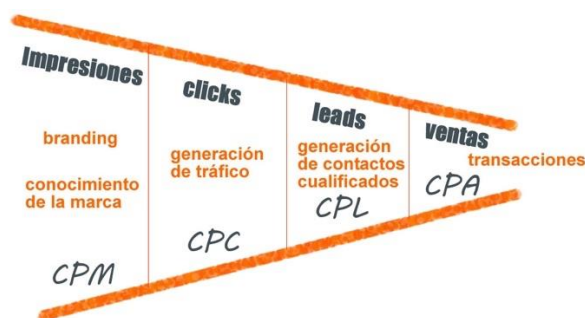 Impresiones
branding
conocimiento
de la marca
CPM
clicks
generación
de tráfico
CPC
leads
generación
de contactos
cualificados
CPL
ventas
transacciones
CPA